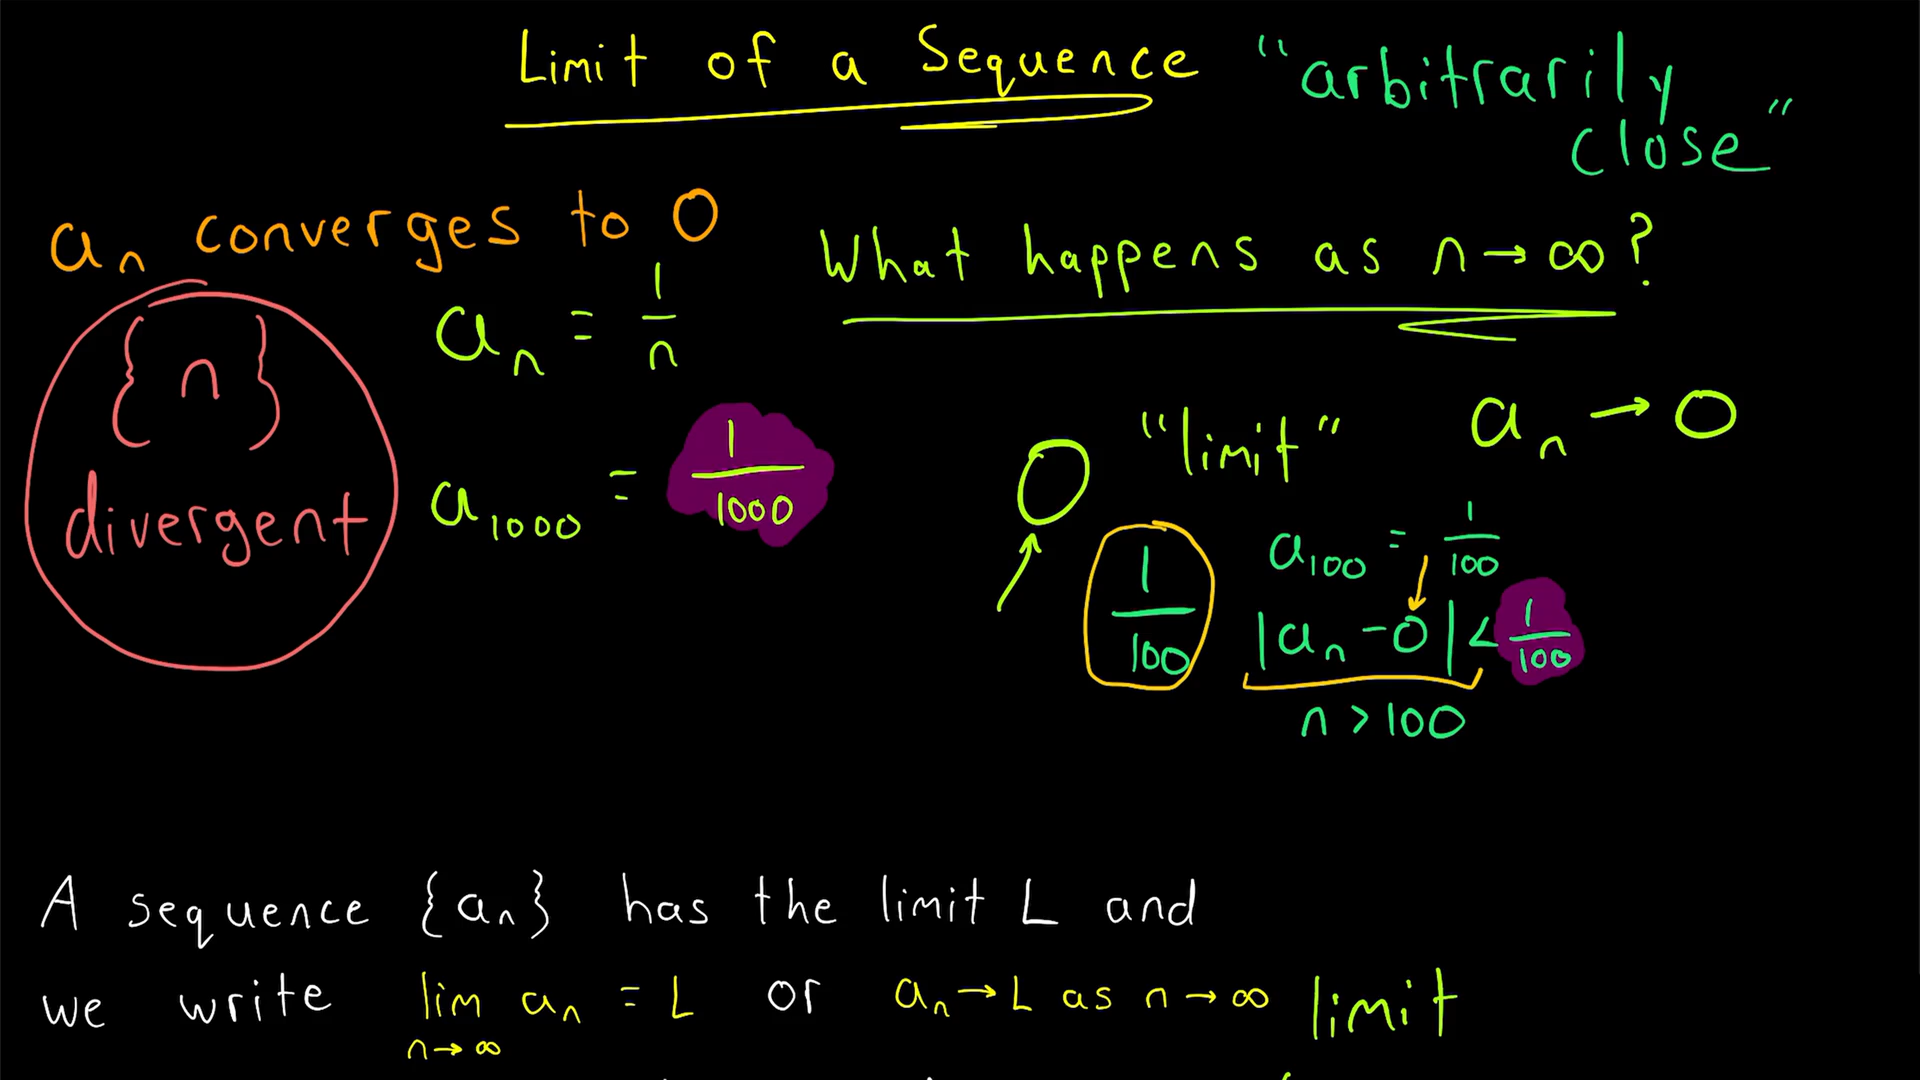 Limit of a Sequence
"arbitrarily
close"
aₙ converges to 0
What happens as n→∞?
aₙ = 1/n
{n}
divergent
a₁₀₀₀ = 1/1000
0
"limit"
aₙ → 0
1/100
a₁₀₀ = 1/100
|aₙ - 0| < 1/100
n > 100
A sequence {aₙ} has the limit L and
we write lim aₙ = L or aₙ→L as n→∞ limit
n→∞